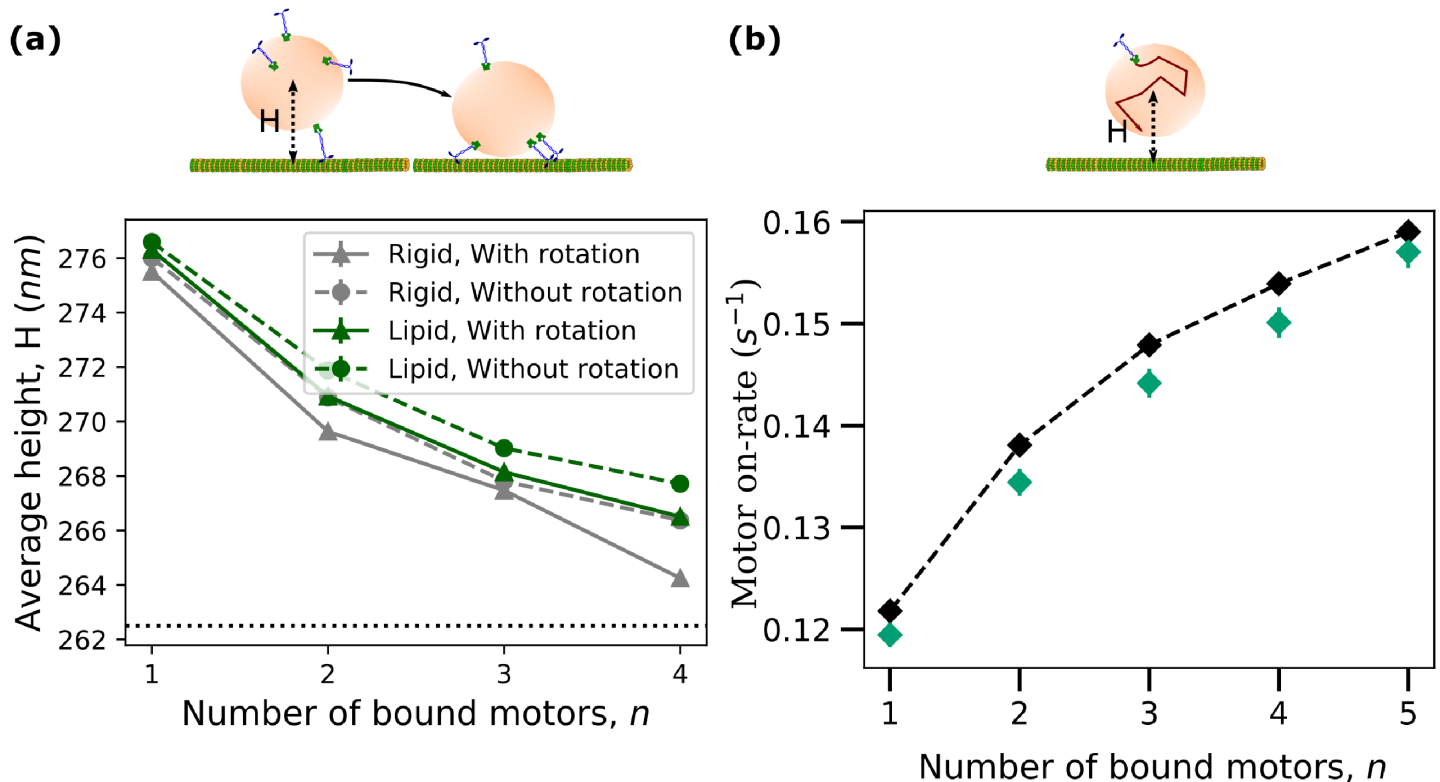 (a)
H
Average height, H (nm)
276
274
272
270
268
266
264
262
Rigid, With rotation
Rigid, Without rotation
Lipid, With rotation
Lipid, Without rotation
1 2 3 4
Number of bound motors, n
(b)
H
Motor on-rate (s⁻¹)
0.16
0.15
0.14
0.13
0.12
1 2 3 4 5
Number of bound motors, n